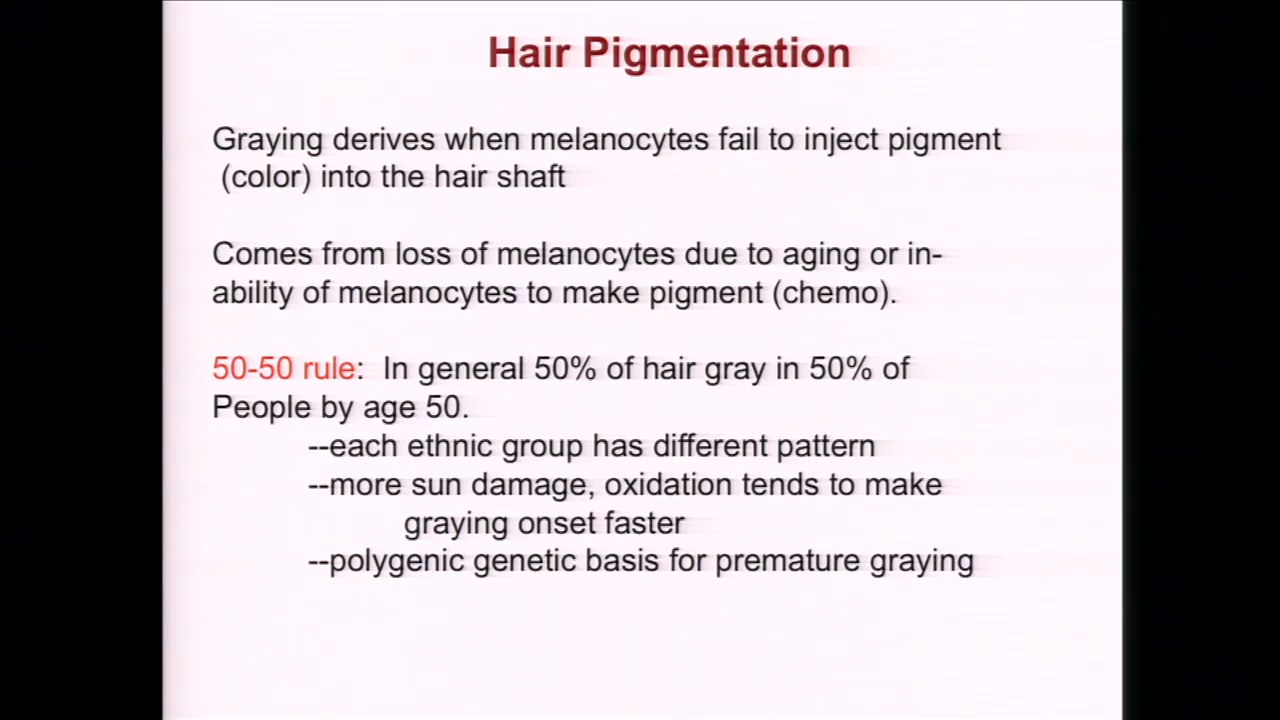 Hair Pigmentation
Graying derives when melanocytes fail to inject pigment
(color) into the hair shaft
Comes from loss of melanocytes due to aging or in-
ability of melanocytes to make pigment (chemo).
50-50 rule: In general 50% of hair gray in 50% of
People by age 50.
--each ethnic group has different pattern
--more sun damage, oxidation tends to make
graying onset faster
--polygenic genetic basis for premature graying